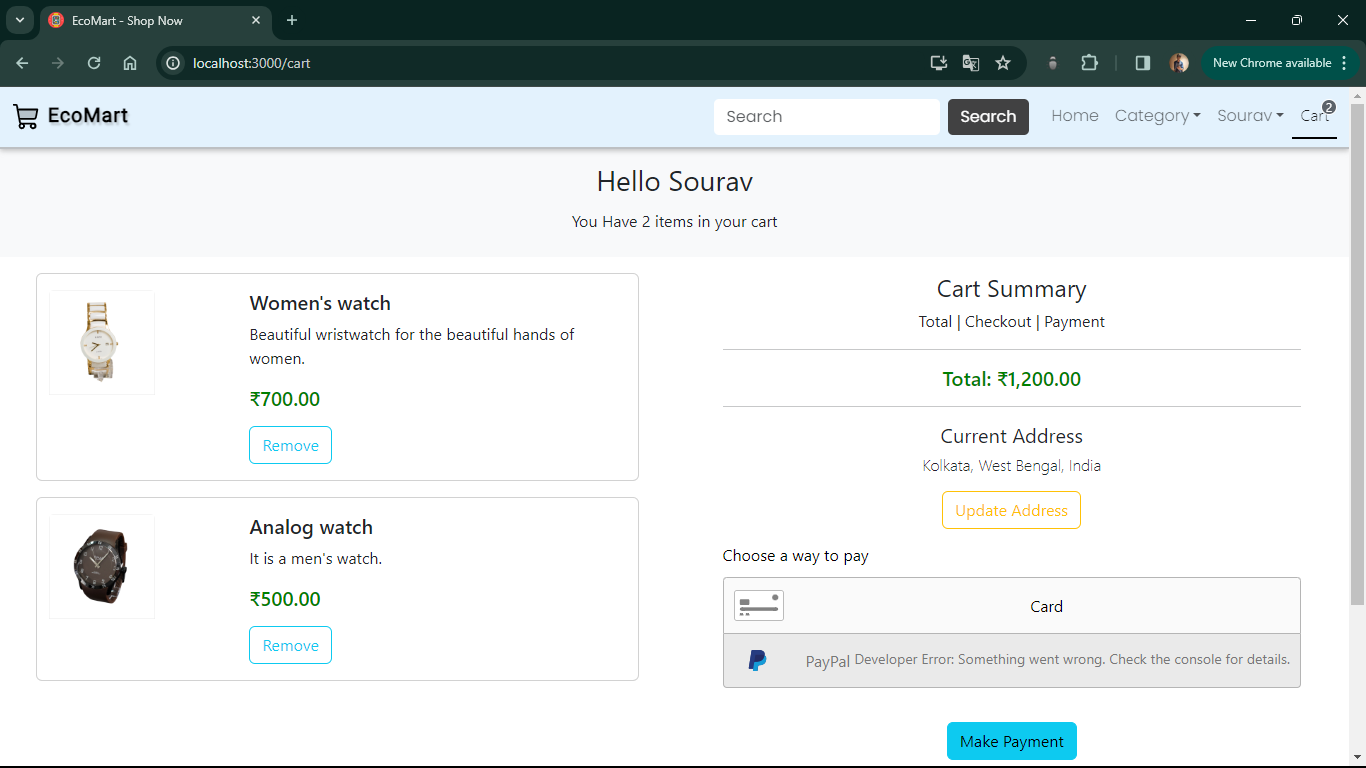 EcoMart - Shop Now
localhost:3000/cart
New Chrome available
EcoMart
Search
Search
Home
Category
Sourav
Cart
2
Hello Sourav
You Have 2 items in your cart
Women's watch
Beautiful wristwatch for the beautiful hands of
women.
₹700.00
Remove
Analog watch
It is a men's watch.
₹500.00
Remove
Cart Summary
Total | Checkout | Payment
Total: ₹1,200.00
Current Address
Kolkata, West Bengal, India
Update Address
Choose a way to pay
Card
PayPal Developer Error: Something went wrong. Check the console for details.
Make Payment